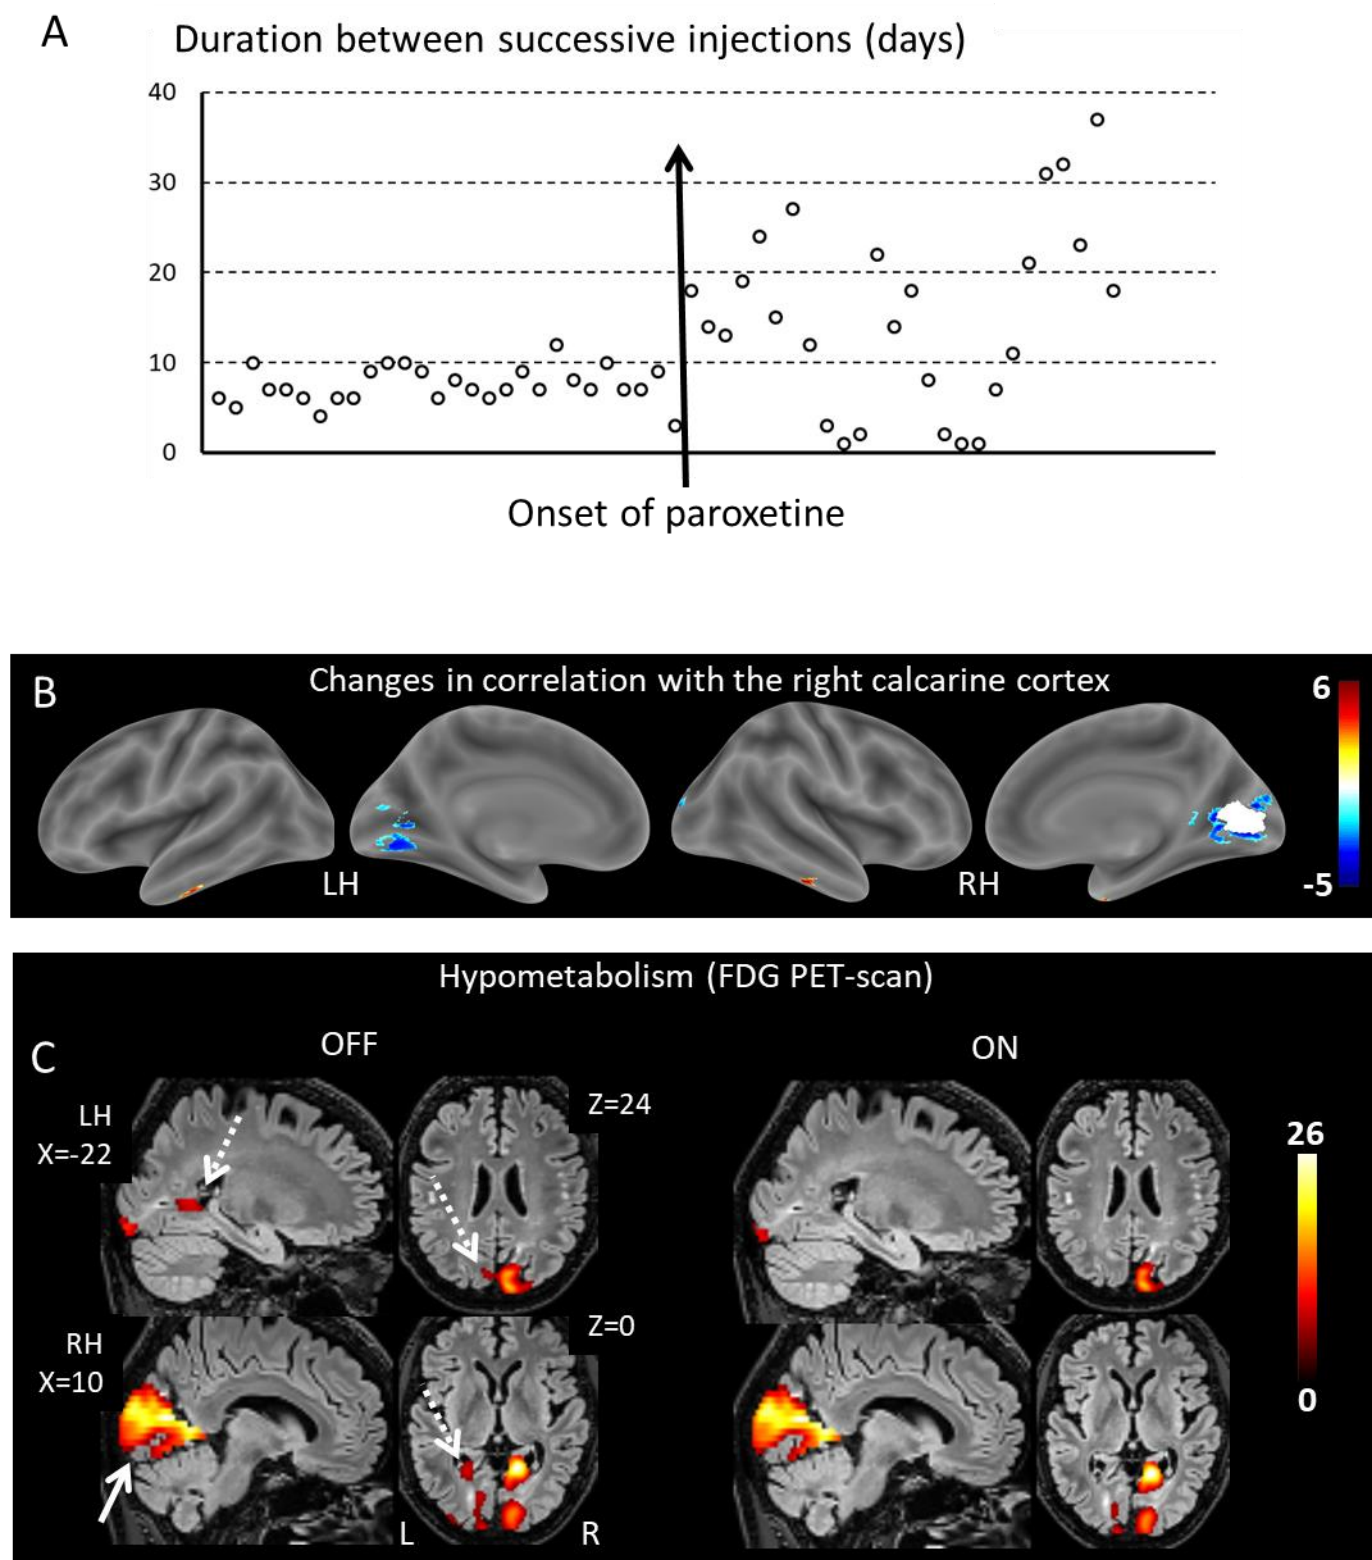 A
Duration between successive injections (days)
40
30
20
10
0
Onset of paroxetine
B
Changes in correlation with the right calcarine cortex
6
LH
RH
-5
Hypometabolism (FDG PET-scan)
C
OFF
ON
LH
X=-22
Z=24
26
RH
X=10
Z=0
0
L
R